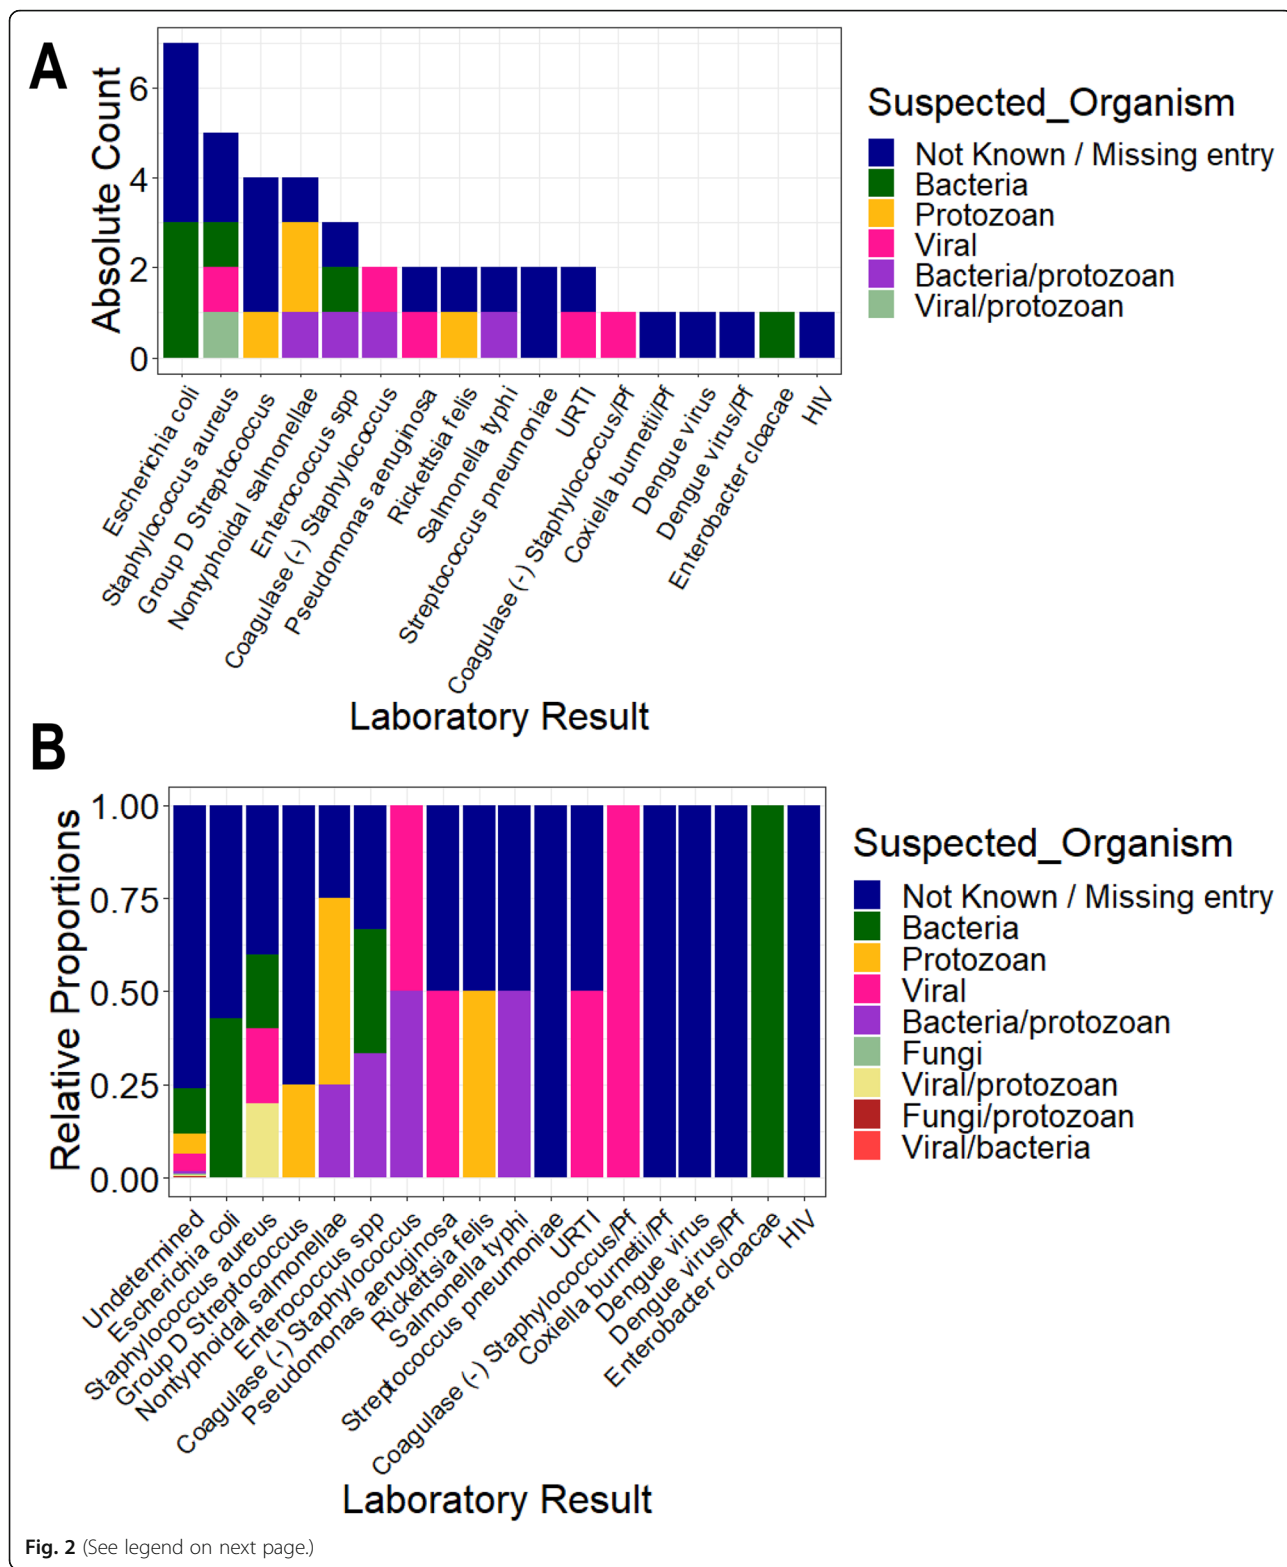 A
Absolute Count
6
4
2
0
Escherichia coli
Staphylococcus aureus
Group D Streptococcus
Nontyphoidal salmonellae
Enterococcus spp
Coagulase (-) Staphylococcus
Pseudomonas aeruginosa
Rickettsia felis
Salmonella typhi
Streptococcus pneumoniae
URTI
Coagulase (-) Staphylococcus/Pf
Coxiella burnetii/Pf
Dengue virus
Dengue virus/Pf
Enterobacter cloacae
HIV
Laboratory Result
Suspected_Organism
Not Known / Missing entry
Bacteria
Protozoan
Viral
Bacteria/protozoan
Viral/protozoan
B
Relative Proportions
1.00
0.75
0.50
0.25
0.00
Undetermined
Escherichia coli
Staphylococcus aureus
Group D Streptococcus
Nontyphoidal salmonellae
Enterococcus spp
Coagulase (-) Staphylococcus
Pseudomonas aeruginosa
Rickettsia felis
Salmonella typhi
Streptococcus pneumoniae
URTI
Coagulase (-) Staphylococcus/Pf
Coxiella burnetii/Pf
Dengue virus
Dengue virus/Pf
Enterobacter cloacae
HIV
Laboratory Result
Suspected_Organism
Not Known / Missing entry
Bacteria
Protozoan
Viral
Bacteria/protozoan
Fungi
Viral/protozoan
Fungi/protozoan
Viral/bacteria
Fig. 2 (See legend on next page.)